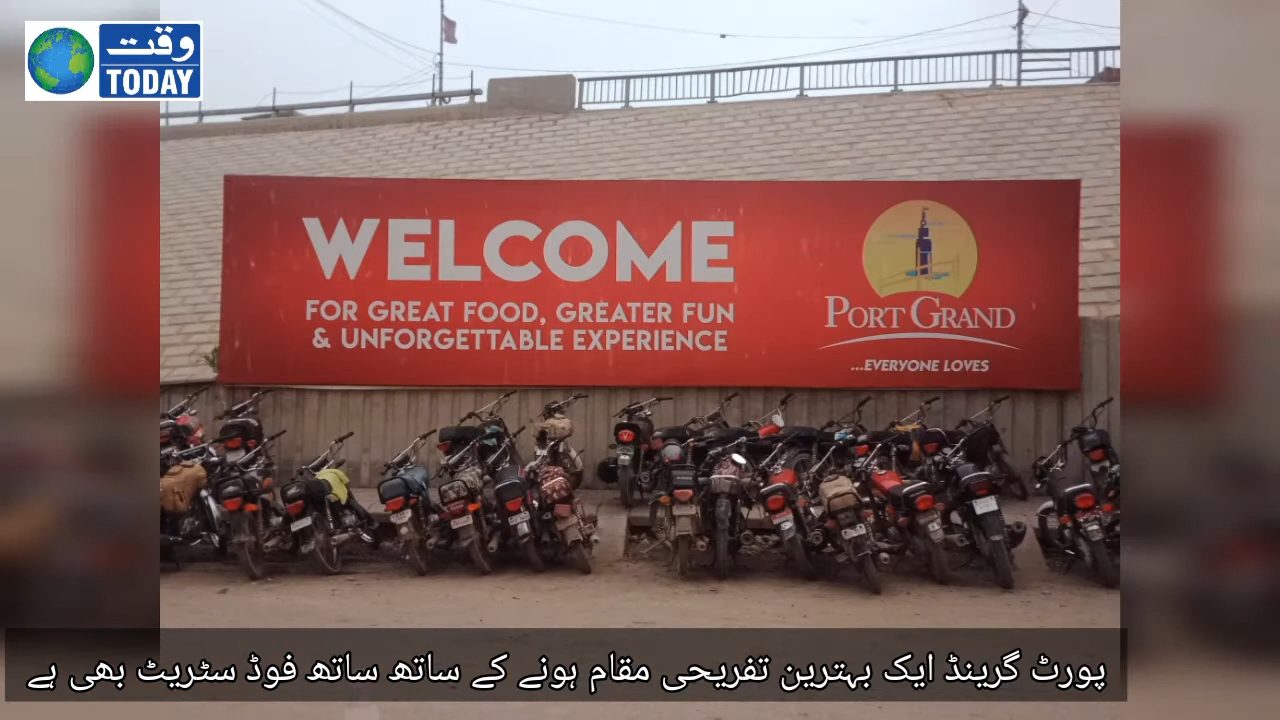 وقت
TODAY
WELCOME
FOR GREAT FOOD, GREATER FUN
& UNFORGETTABLE EXPERIENCE
PORT GRAND
...EVERYONE LOVES
پورٹ گرینڈ ایک بہترین تفریحی مقام ہونے کے ساتھ ساتھ فوڈ سٹریٹ بھی ہے